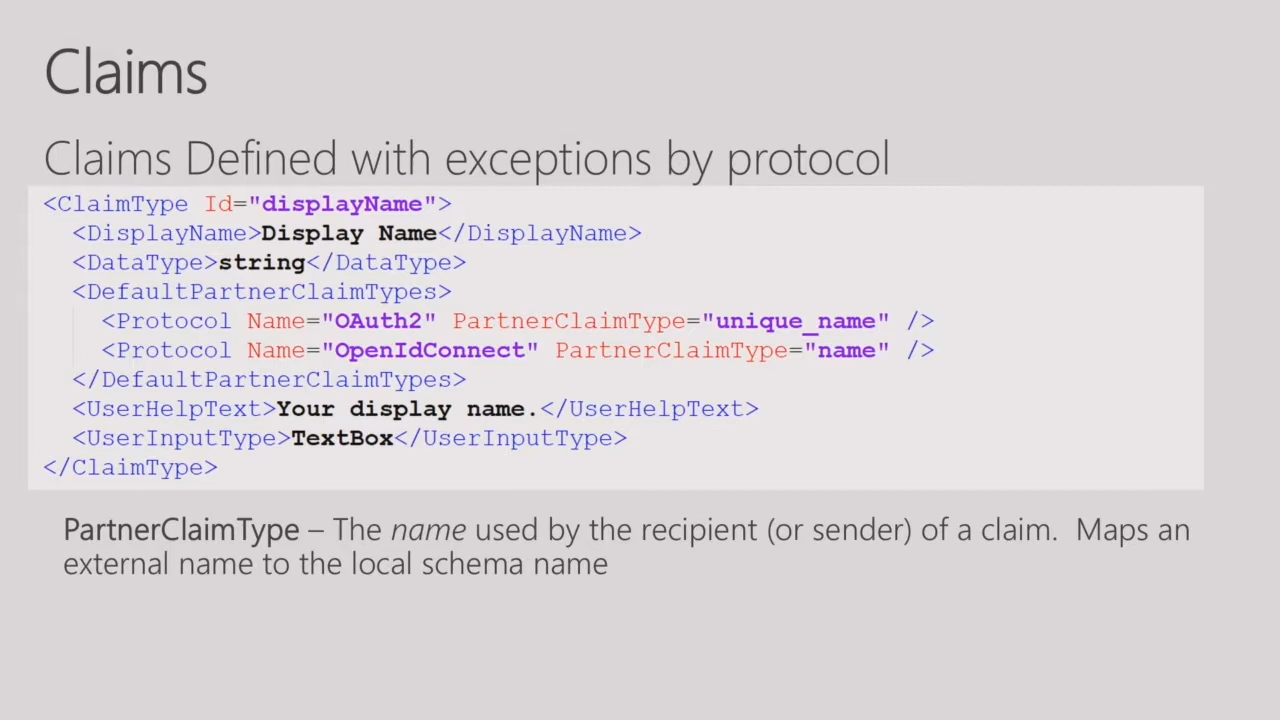 Claims
Claims Defined with exceptions by protocol
<ClaimType Id="displayName">
  <DisplayName>Display Name</DisplayName>
  <DataType>string</DataType>
  <DefaultPartnerClaimTypes>
    <Protocol Name="OAuth2" PartnerClaimType="unique_name" />
    <Protocol Name="OpenIdConnect" PartnerClaimType="name" />
  </DefaultPartnerClaimTypes>
  <UserHelpText>Your display name.</UserHelpText>
  <UserInputType>TextBox</UserInputType>
</ClaimType>
PartnerClaimType – The name used by the recipient (or sender) of a claim.  Maps an
external name to the local schema name